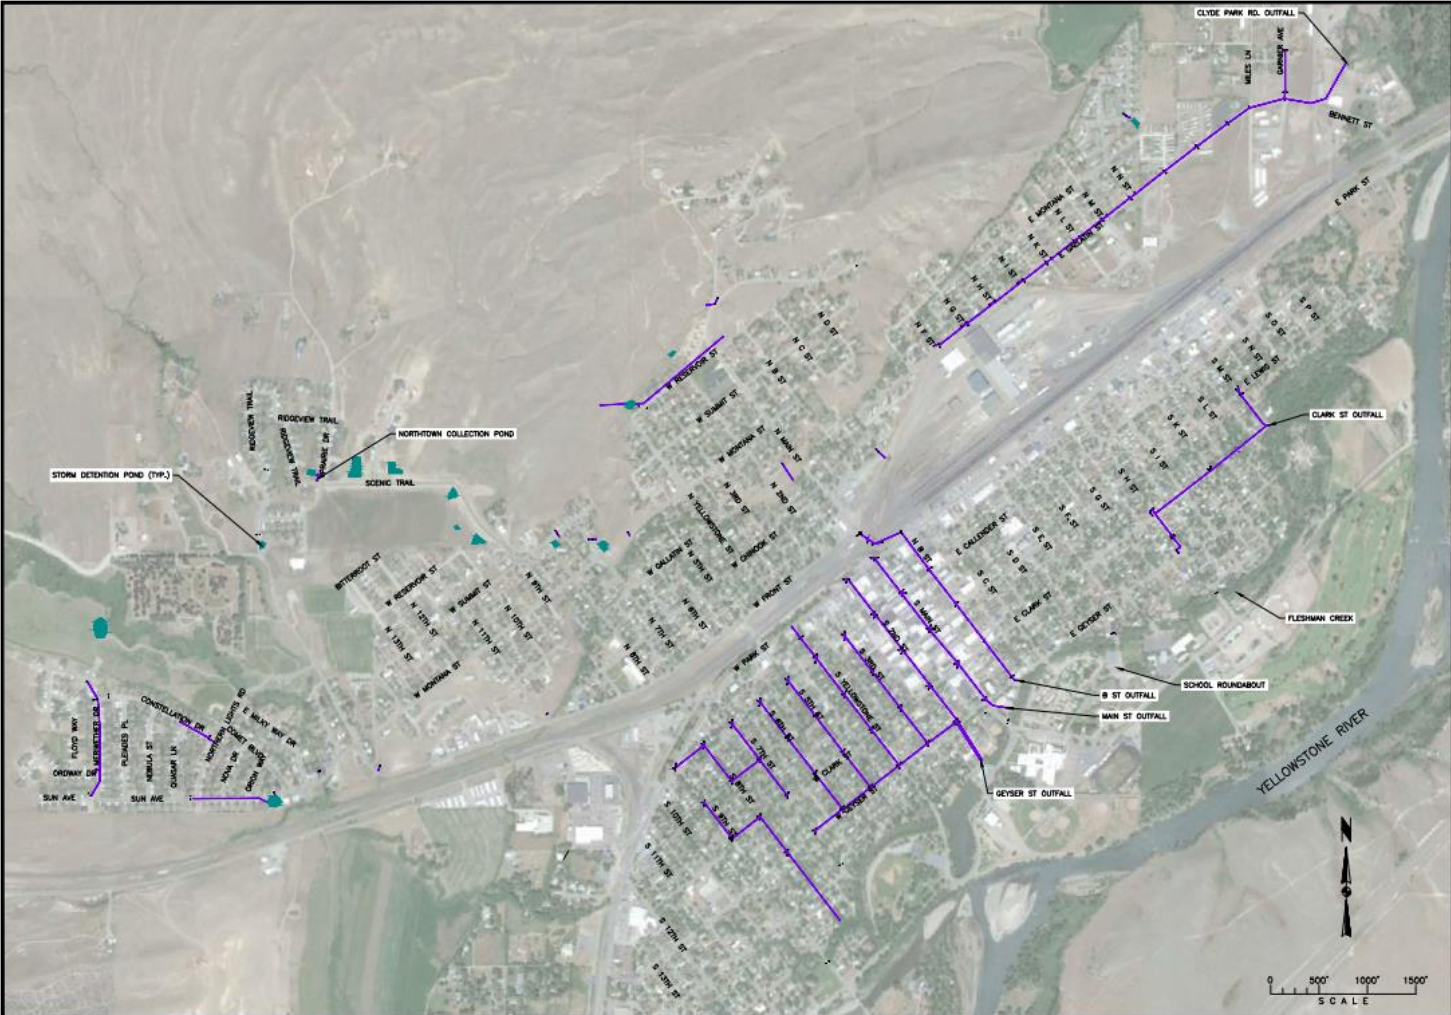 CLYDE PARK RD. OUTFALL
MILES LN
GARNIER AVE
BENNETT ST
E PARK ST
N N ST
E MONTANA ST
N M ST
N L ST
E GALLATIN ST
N K ST
N I ST
N H ST
N G ST
N F ST
S P ST
S O ST
S N ST
E LEWIS ST
S M ST
S L ST
CLARK ST OUTFALL
S K ST
S I ST
S H ST
S G ST
S F ST
S E ST
E CALLENDER ST
S D ST
S C ST
E CLARK ST
E GEYSER ST
FLESHMAN CREEK
SCHOOL ROUNDABOUT
B ST OUTFALL
MAIN ST OUTFALL
GEYSER ST OUTFALL
YELLOWSTONE RIVER
N D ST
N C ST
N B ST
W RESERVOIR ST
W SUMMIT ST
W MONTANA ST
N MAIN ST
N 2ND ST
N 3RD ST
N YELLOWSTONE ST
W CHINOOK ST
N 5TH ST
W GALLATIN ST
N 6TH ST
W FRONT ST
N 7TH ST
N 8TH ST
W PARK ST
N B ST
S MAIN ST
S 2ND ST
S 3RD ST
S YELLOWSTONE ST
S 5TH ST
S 6TH ST
S 7TH ST
W CLARK ST
W GEYSER ST
S 8TH ST
S 9TH ST
S 10TH ST
S 11TH ST
S 12TH ST
S 13TH ST
RIDGEVIEW TRAIL
RIDGEVIEW TRAIL
RIDGEVIEW TRAIL
PRAIRIE DR
NORTHTOWN COLLECTION POND
STORM DETENTION POND (TYP.)
SCENIC TRAIL
BITTERROOT ST
W RESERVOIR ST
W SUMMIT ST
N 9TH ST
N 10TH ST
N 11TH ST
N 12TH ST
N 13TH ST
W MONTANA ST
CONSTELLATION DR
NORTHERN LIGHTS RD
E MILKY WAY DR
COMET BLVD
ORION WAY
NOVA DR
QUASAR LN
NEBULA ST
PLEIADES PL
MERIWETHER DR
FLOYD WAY
ORDWAY DR
SUN AVE
SUN AVE
N
0 500' 1000' 1500'
SCALE